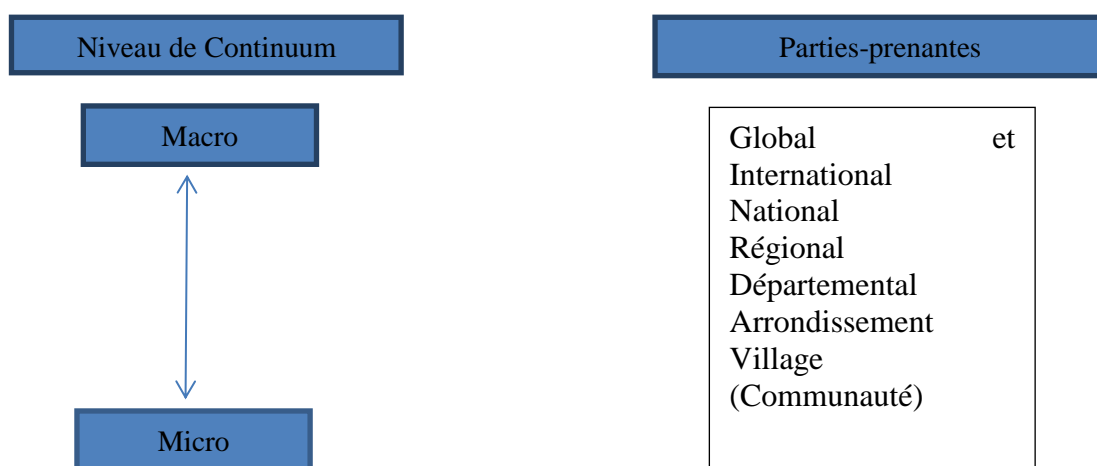 Niveau de Continuum
Parties-prenantes
Macro
Global et
International
National
Régional
Départemental
Arrondissement
Village
(Communauté)
Micro